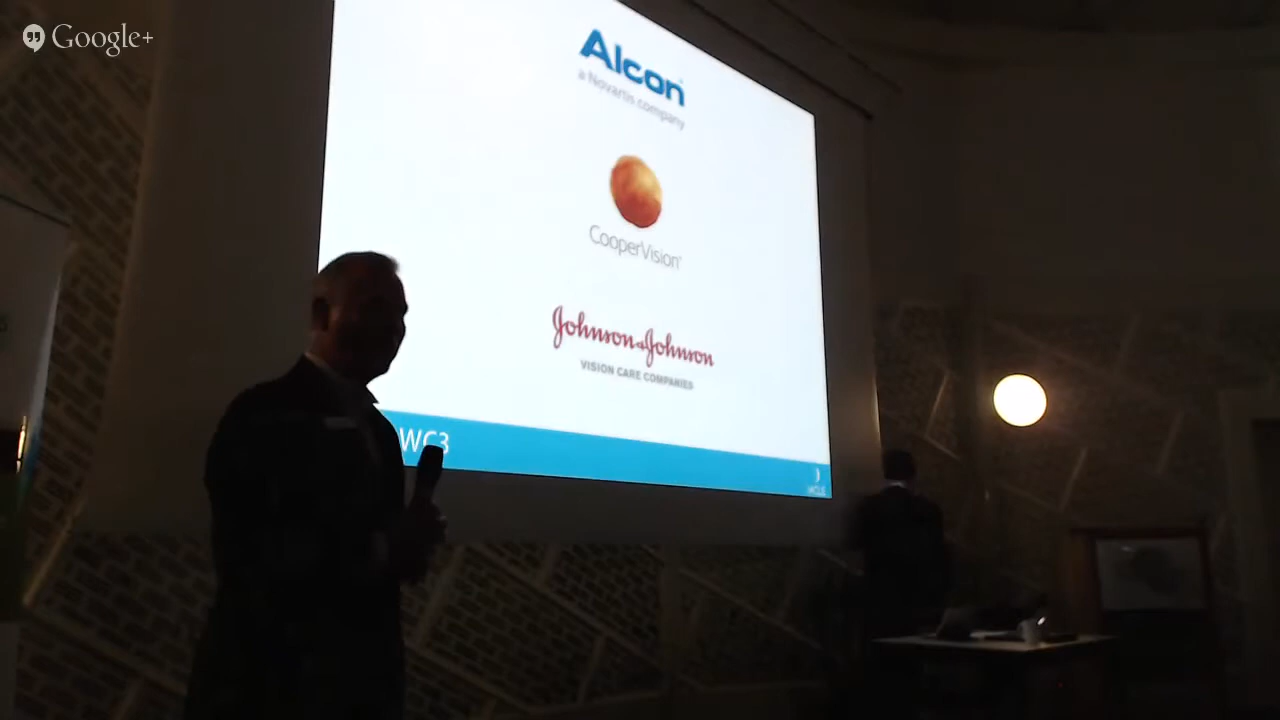 Google+
Alcon
a Novartis company
CooperVision
Johnson & Johnson
VISION CARE COMPANIES
WC3